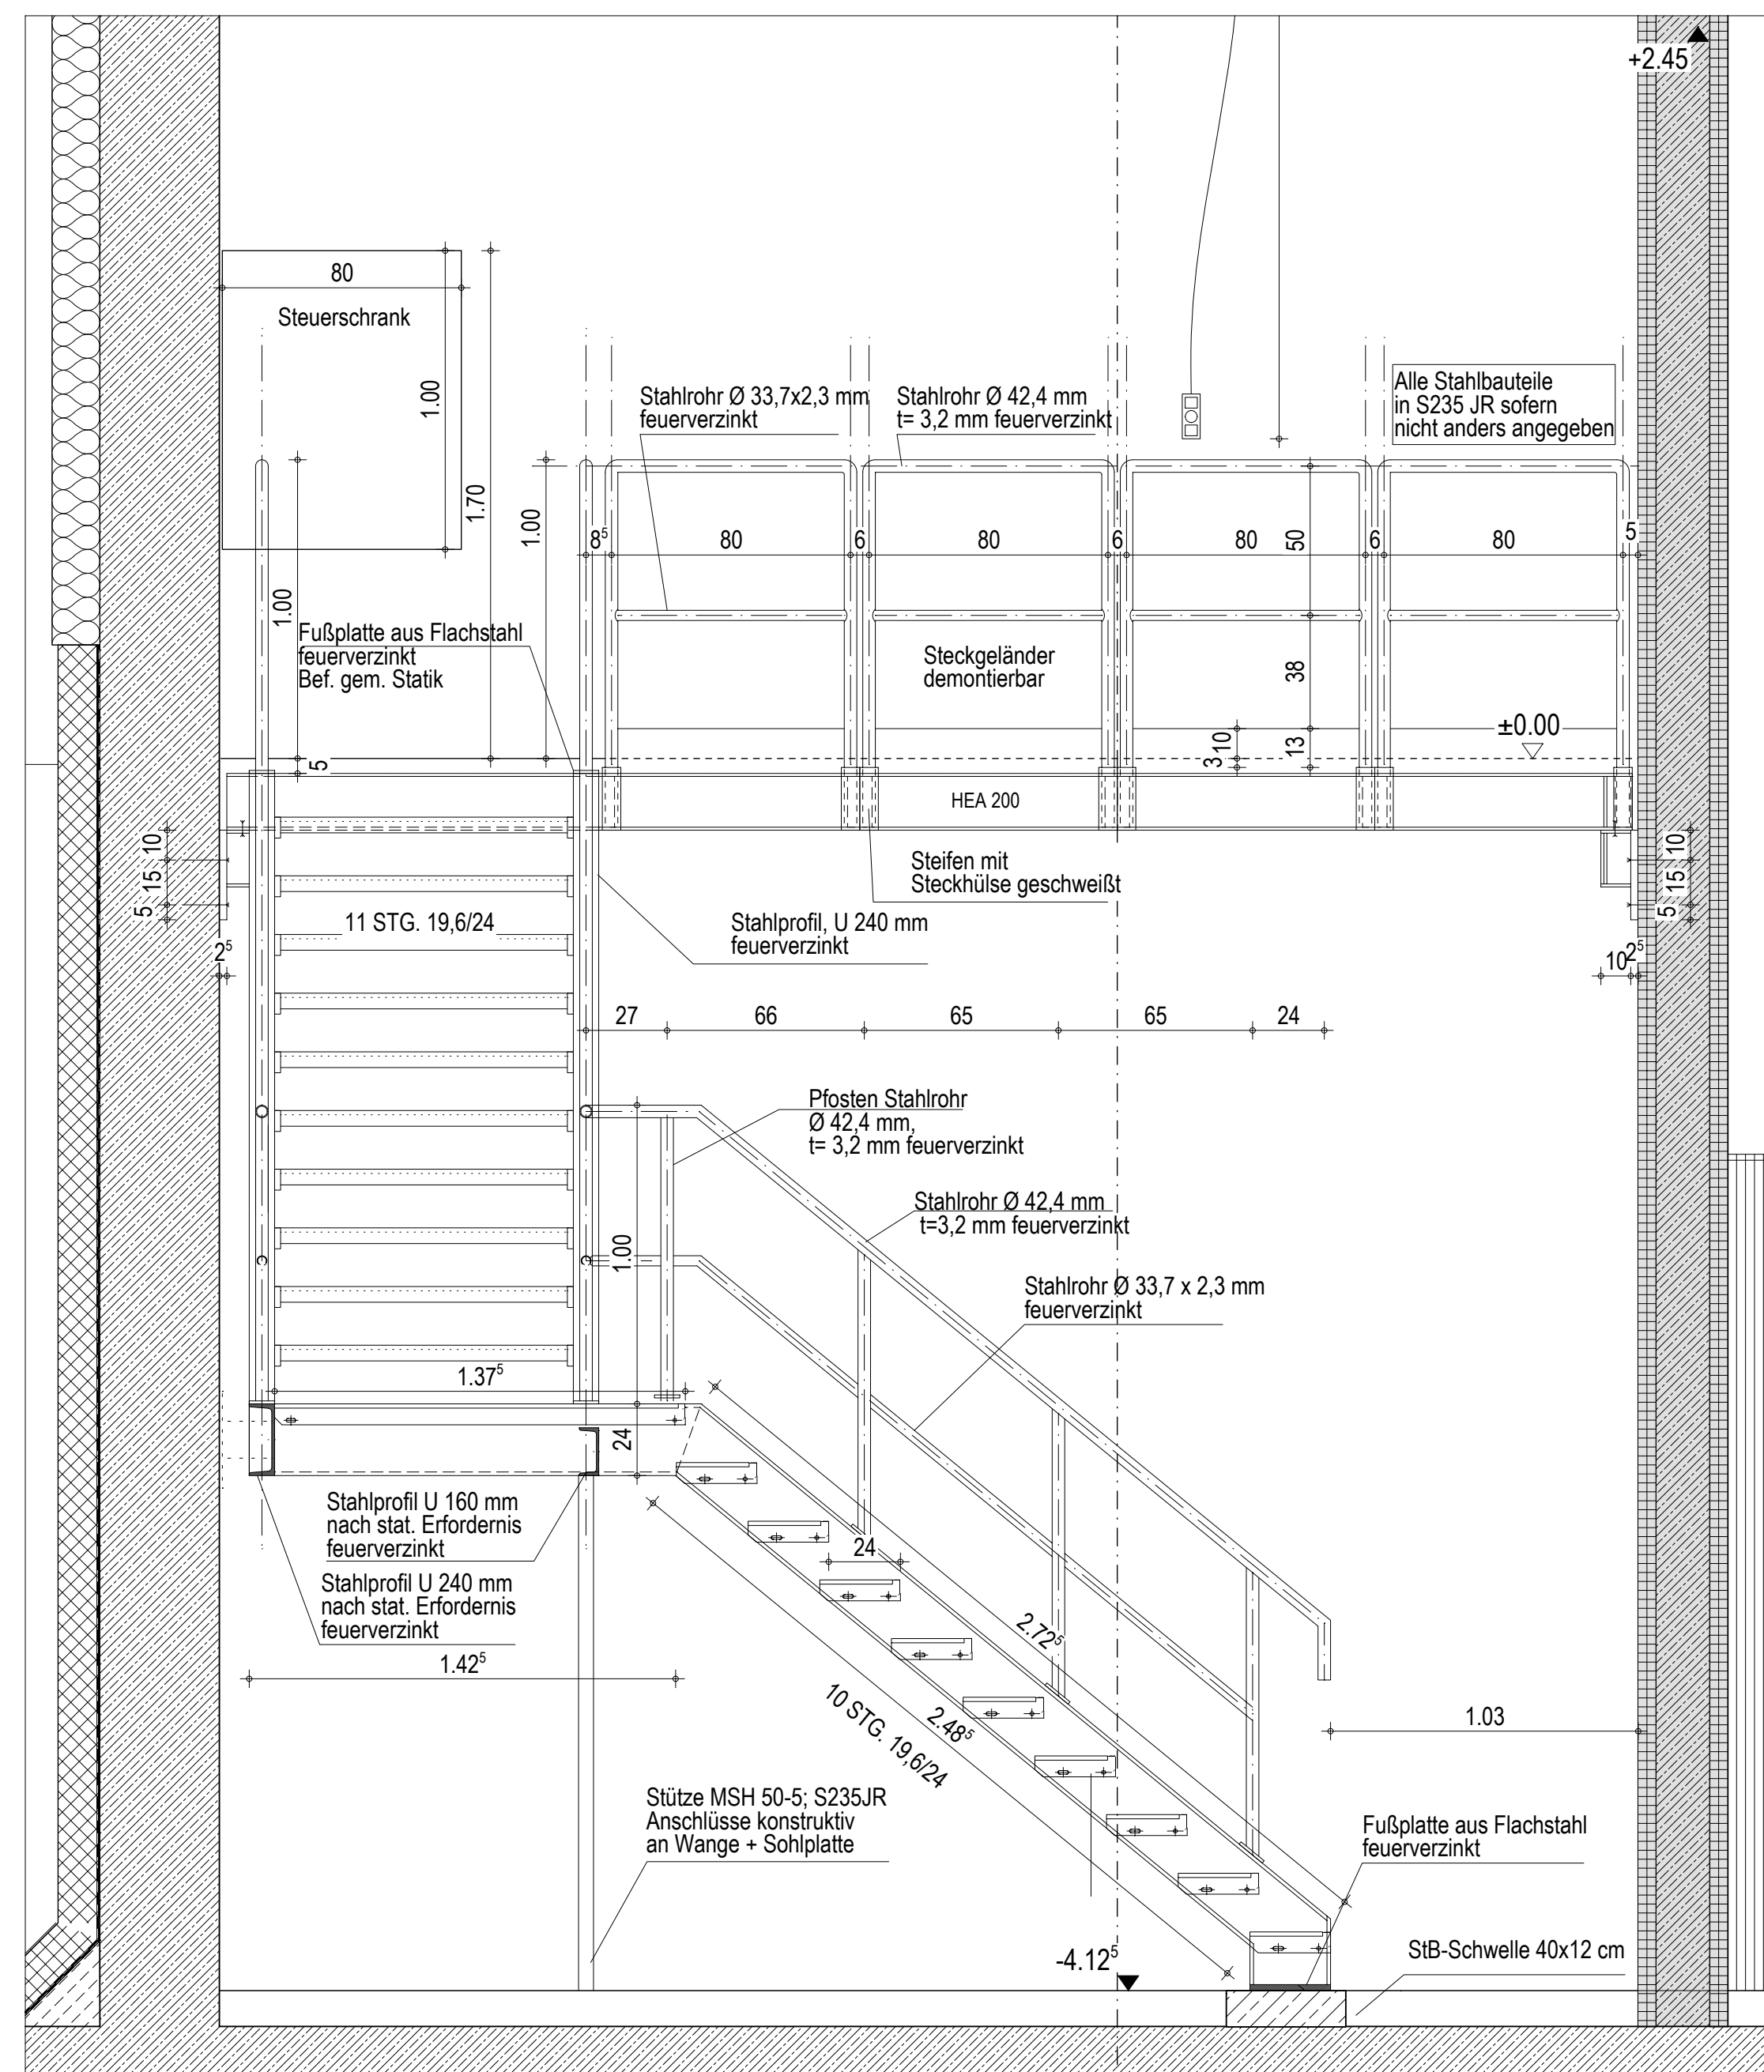 +2.45
80
Steuerschrank
1.00
1.70
1.00
1.00
Stahlrohr Ø 33,7x2,3 mm
feuerverzinkt
Stahlrohr Ø 42,4 mm
t= 3,2 mm feuerverzinkt
Alle Stahlbauteile
in S235 JR sofern
nicht anders angegeben
8⁵
80
6
80
6
80
50
6
80
5
Fußplatte aus Flachstahl
feuerverzinkt
Bef. gem. Statik
Steckgeländer
demontierbar
38
±0.00
10
3
13
5
HEA 200
10
15
5
Steifen mit
Steckhülse geschweißt
10
15
5
11 STG. 19,6/24
Stahlprofil, U 240 mm
feuerverzinkt
2⁵
10
2⁵
27
66
65
65
24
Pfosten Stahlrohr
Ø 42,4 mm,
t= 3,2 mm feuerverzinkt
Stahlrohr Ø 42,4 mm
t=3,2 mm feuerverzinkt
1.00
Stahlrohr Ø 33,7 x 2,3 mm
feuerverzinkt
1.37⁵
24
Stahlprofil U 160 mm
nach stat. Erfordernis
feuerverzinkt
24
Stahlprofil U 240 mm
nach stat. Erfordernis
feuerverzinkt
1.42⁵
2.72⁵
2.48⁵
10 STG. 19,6/24
1.03
Stütze MSH 50-5; S235JR
Anschlüsse konstruktiv
an Wange + Sohlplatte
Fußplatte aus Flachstahl
feuerverzinkt
-4.12⁵
StB-Schwelle 40x12 cm